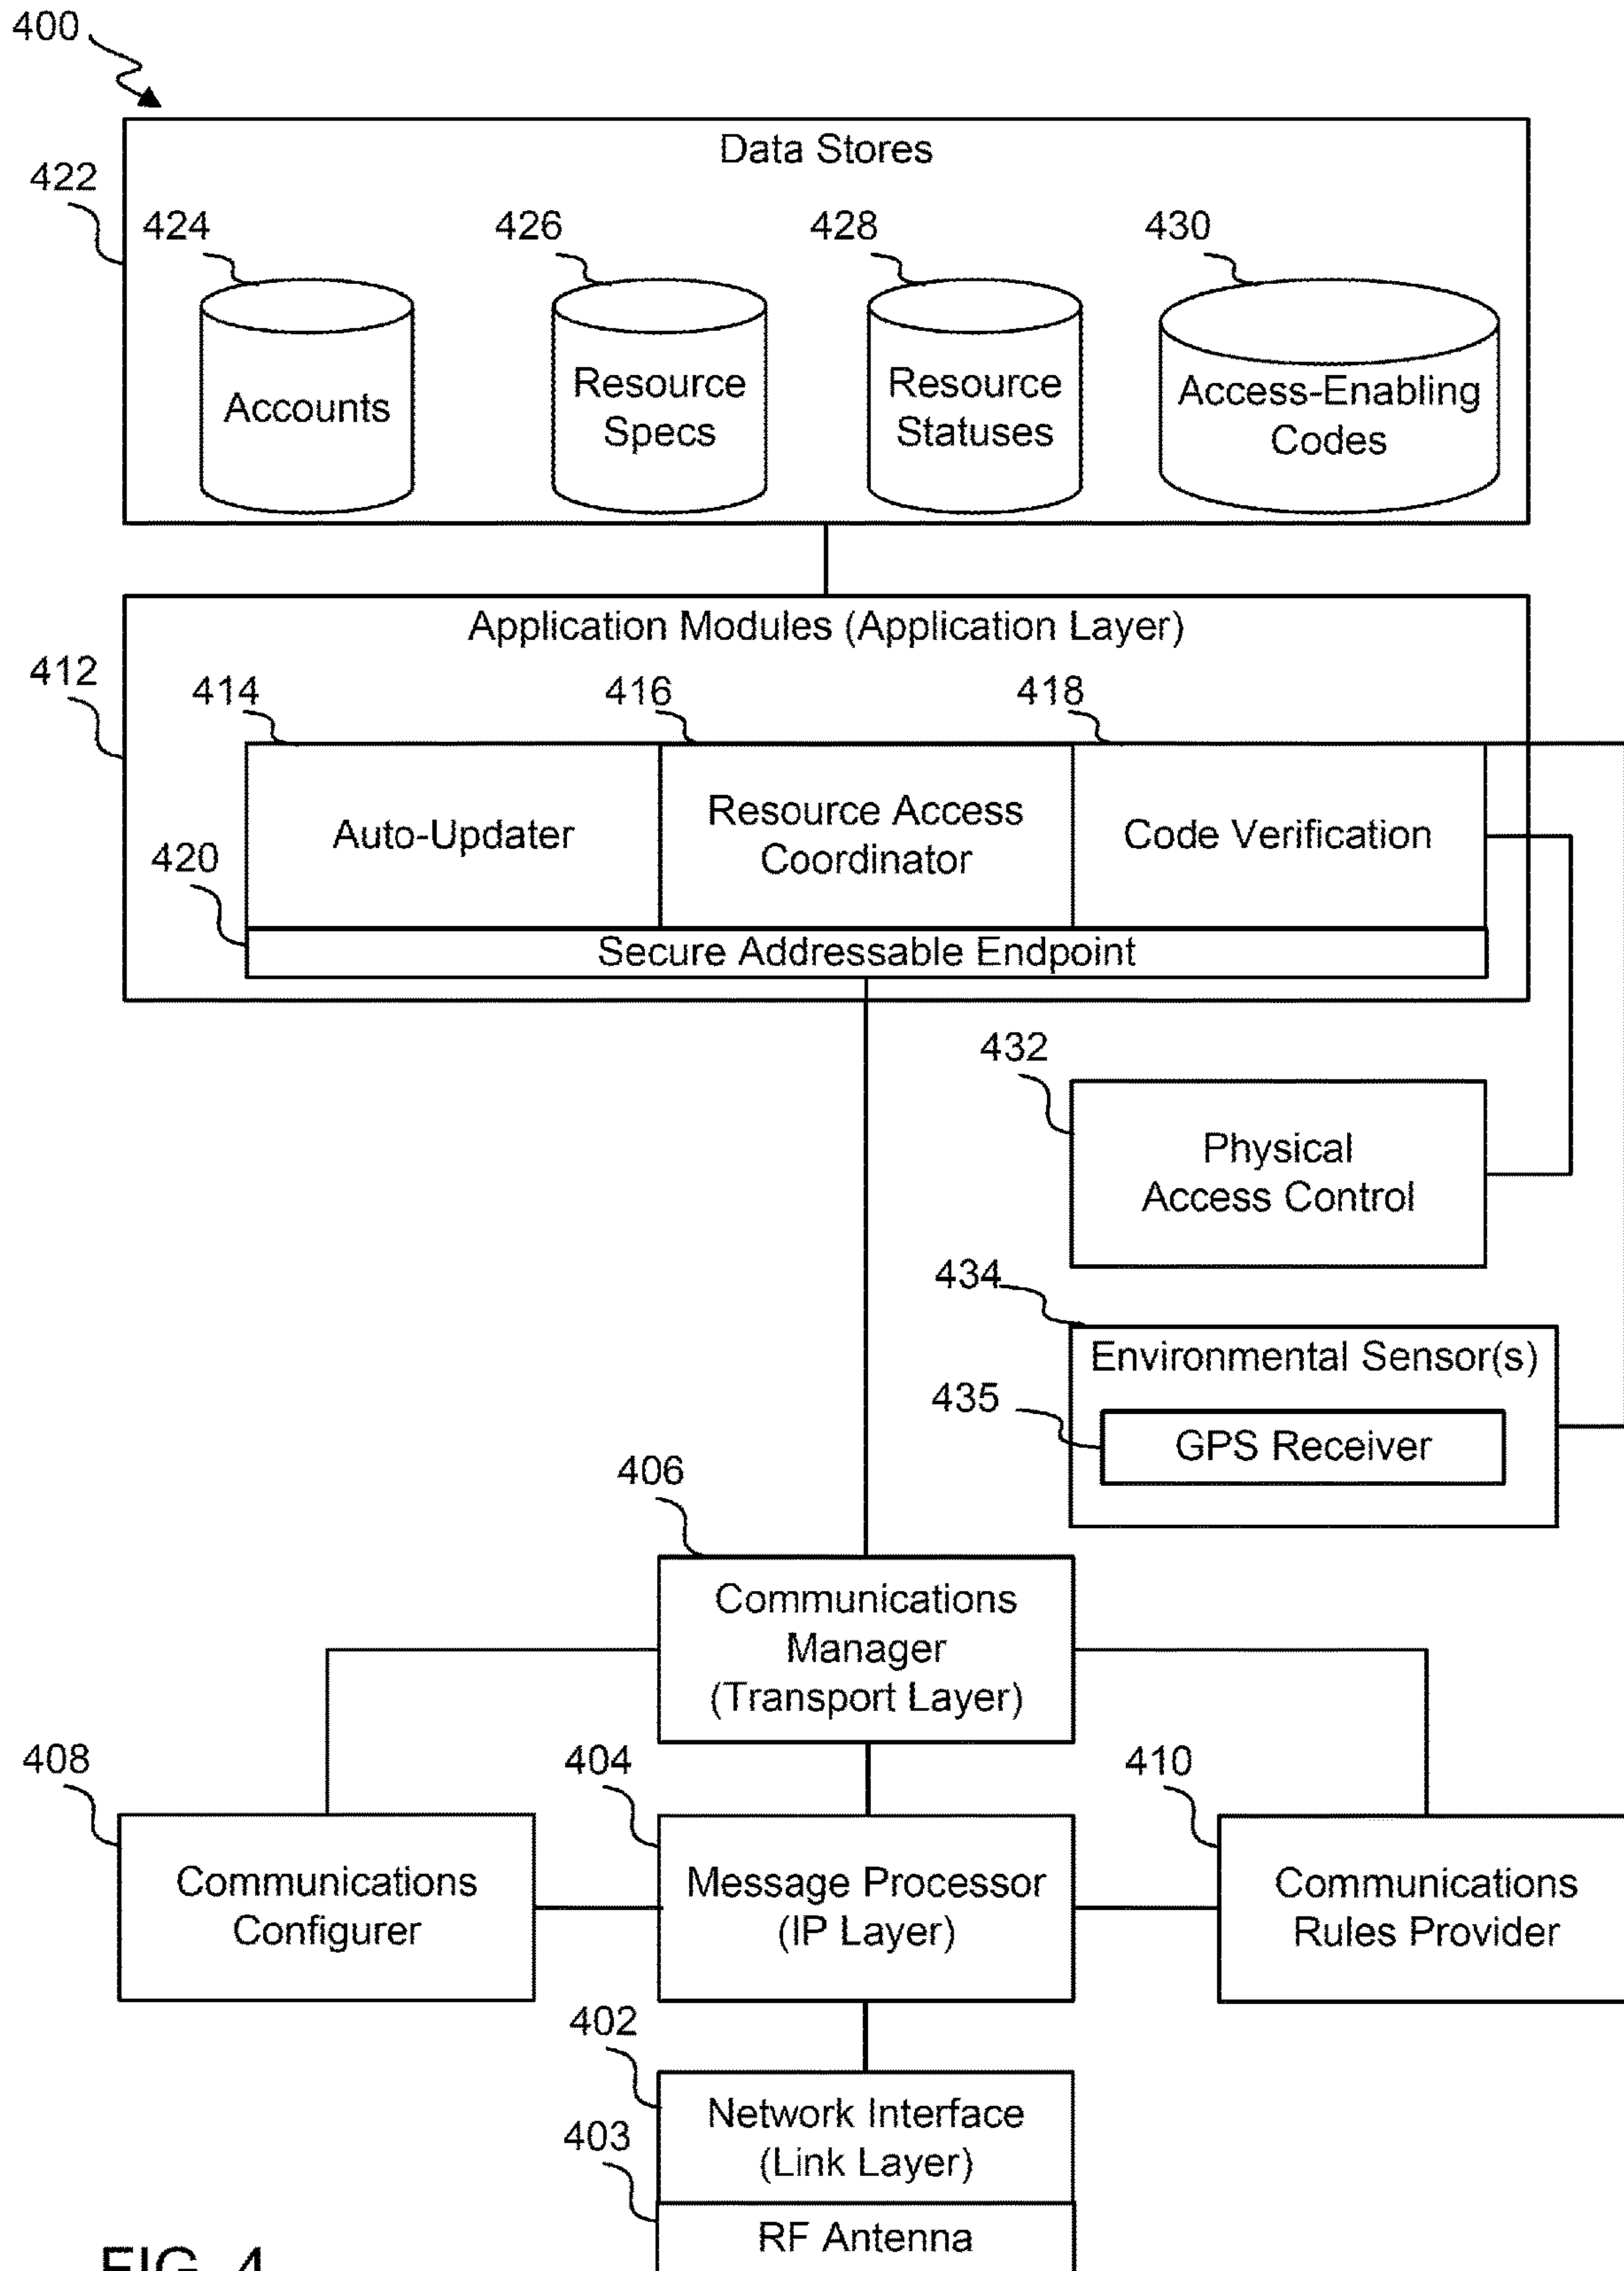 400
Data Stores
422
424
426
428
430
Accounts
Resource
Specs
Resource
Statuses
Access-Enabling
Codes
Application Modules (Application Layer)
412
414
416
418
Auto-Updater
Resource Access
Coordinator
Code Verification
420
Secure Addressable Endpoint
432
Physical
Access Control
434
Environmental Sensor(s)
435
GPS Receiver
406
Communications
Manager
(Transport Layer)
408
404
410
Communications
Configurer
Message Processor
(IP Layer)
Communications
Rules Provider
402
Network Interface
(Link Layer)
403
RF Antenna
FIG. 4